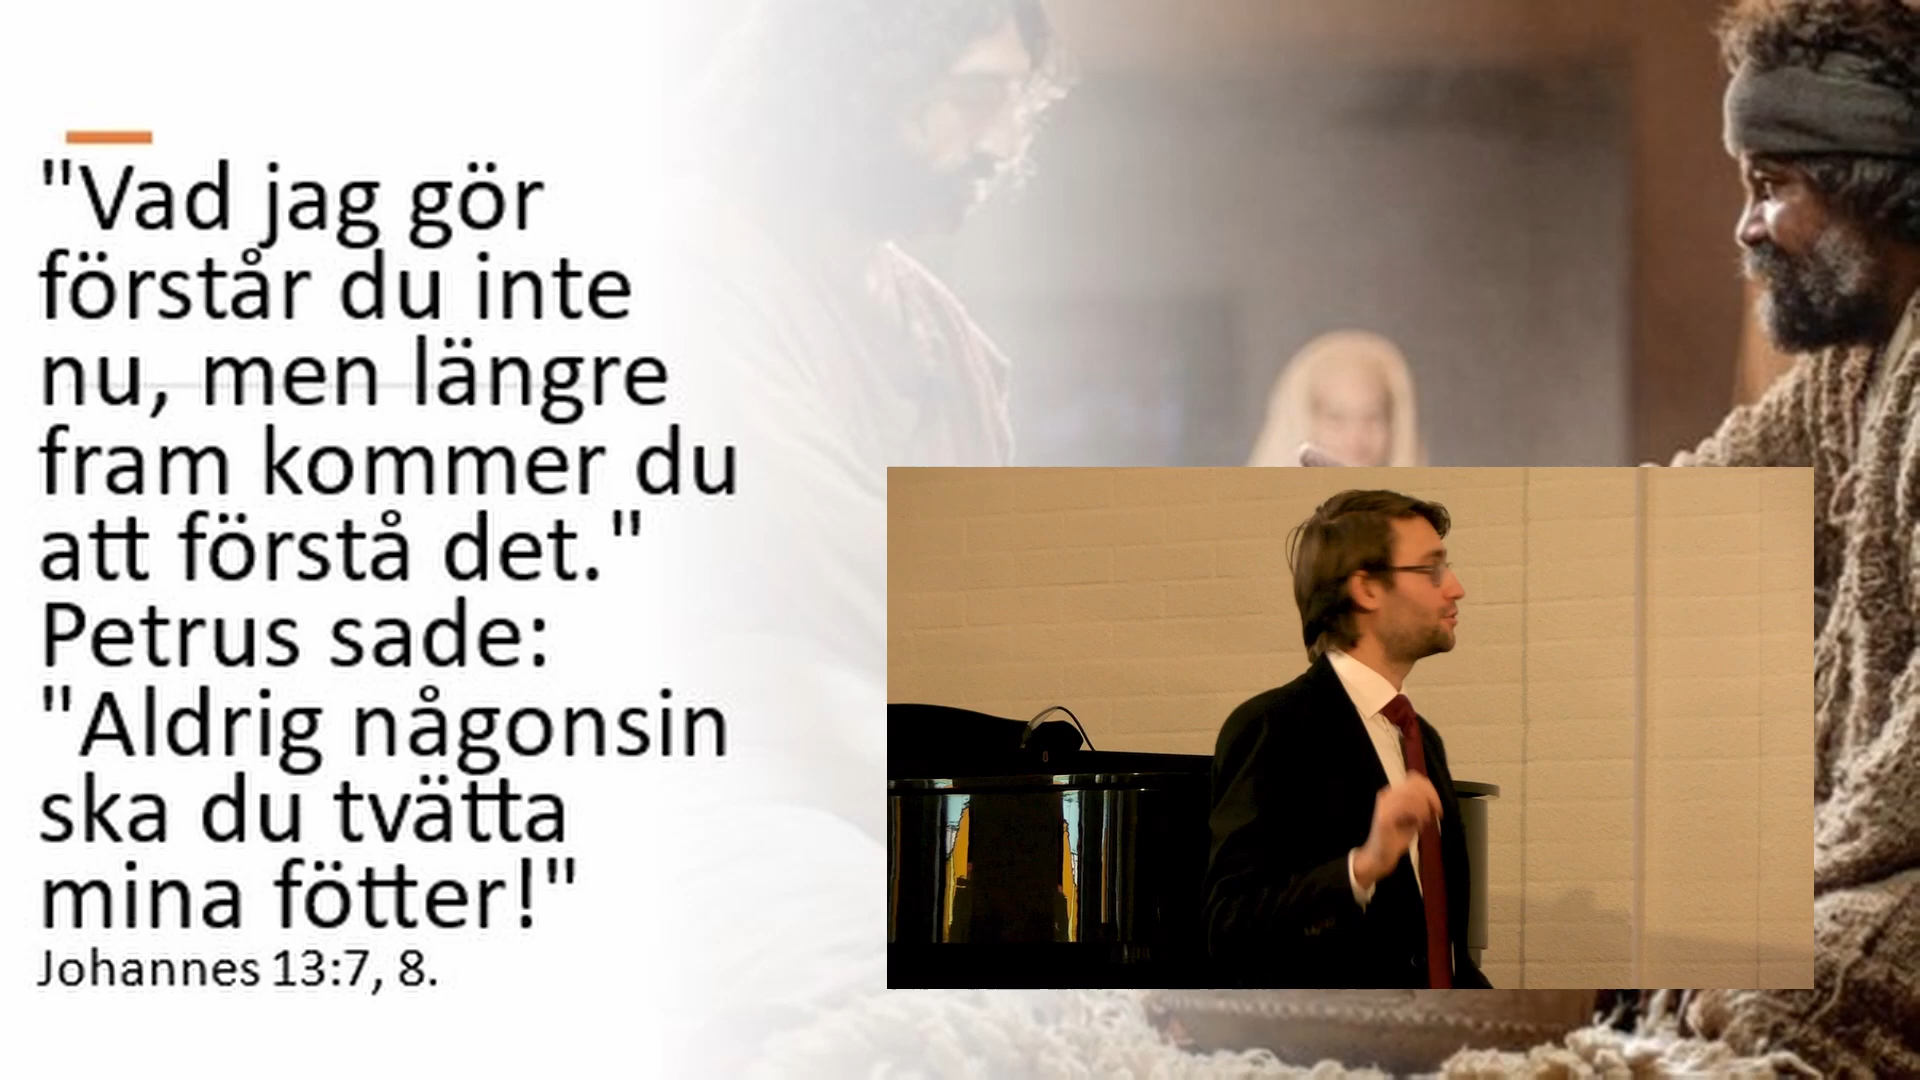 "Vad jag gör
förstår du inte
nu, men längre
fram kommer du
att förstå det."
Petrus sade:
"Aldrig någonsin
ska du tvätta
mina fötter!"
Johannes 13:7, 8.